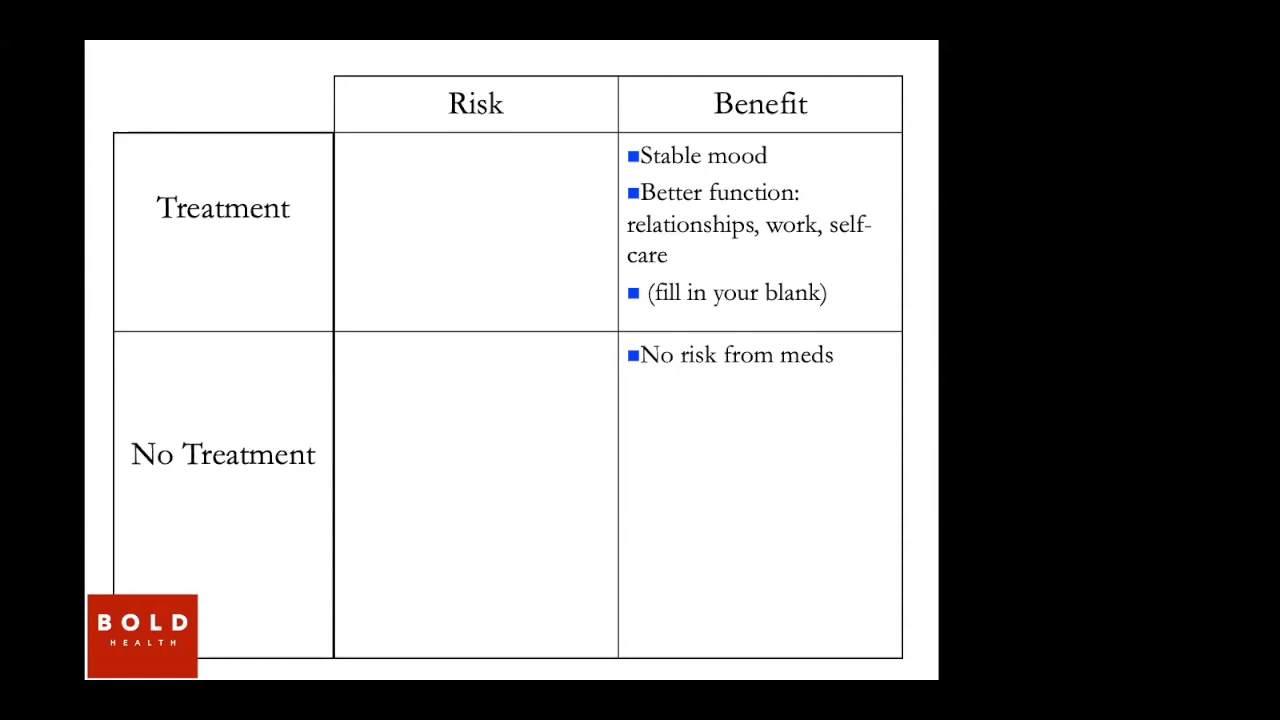 Risk
Benefit
Treatment
■Stable mood
■Better function:
relationships, work, self-
care
■ (fill in your blank)
No Treatment
■No risk from meds
BOLD
HEALTH